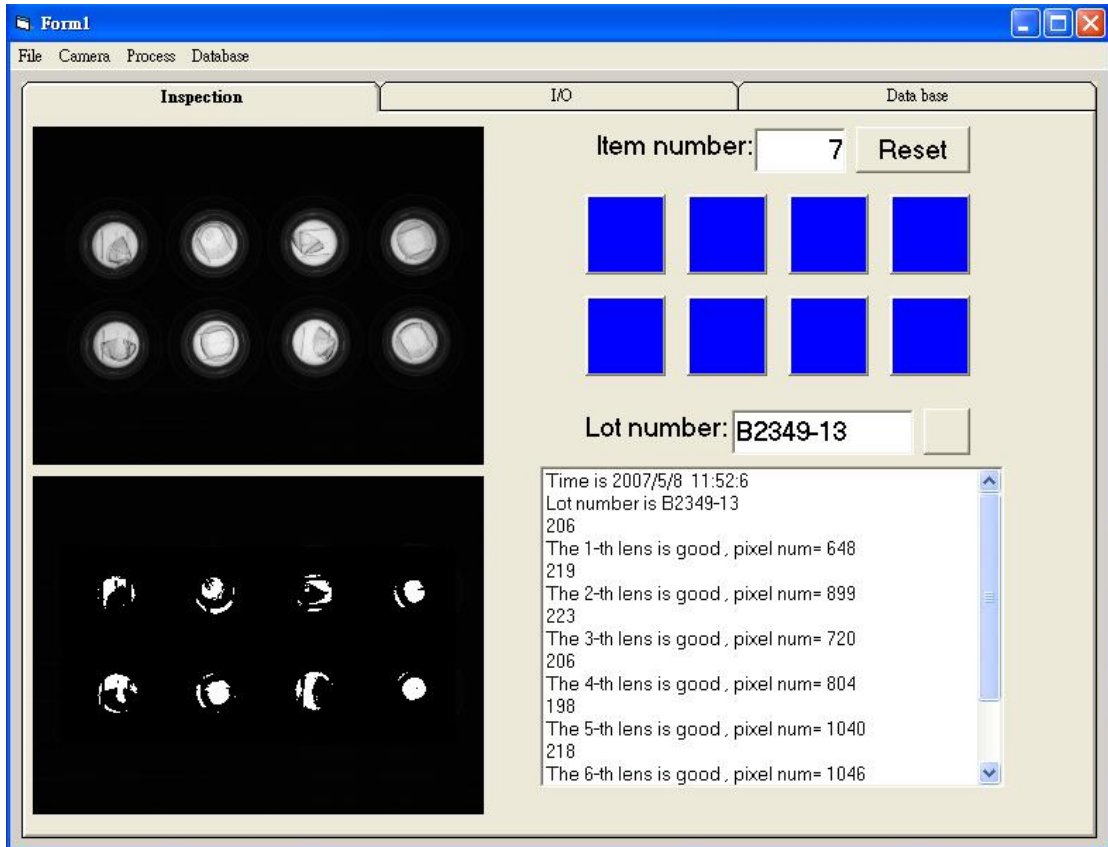 Form1
File Camera Process Database
Inspection I/O Data base
Item number: 7 Reset
Lot number: B2349-13
Time is 2007/5/8 11:52:6
Lot number is B2349-13
206
The 1-th lens is good , pixel num= 648
219
The 2-th lens is good , pixel num= 899
223
The 3-th lens is good , pixel num= 720
206
The 4-th lens is good , pixel num= 804
198
The 5-th lens is good , pixel num= 1040
218
The 6-th lens is good , pixel num= 1046